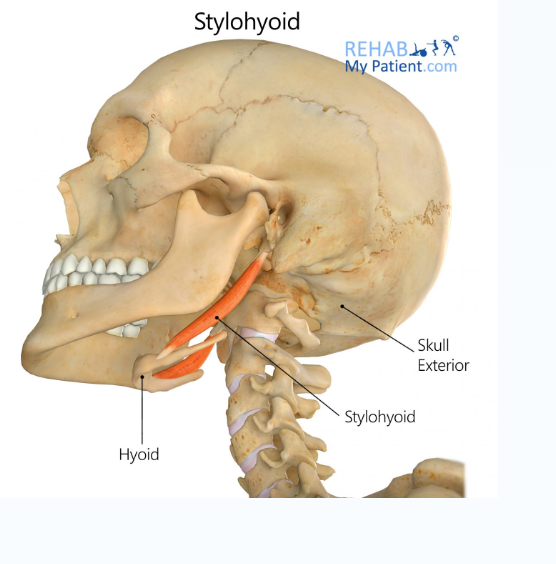 Stylohyoid
REHAB
My Patient.com
©
Skull
Exterior
Stylohyoid
Hyoid